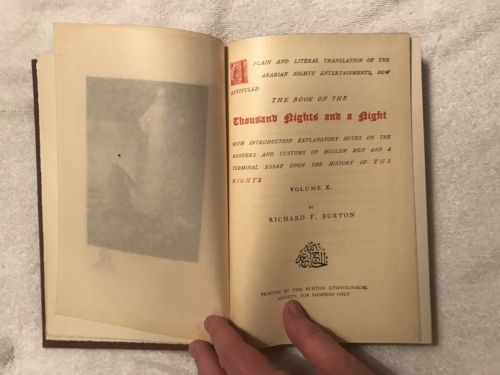 A PLAIN AND LITERAL TRANSLATION OF THE
ARABIAN NIGHTS ENTERTAINMENTS, NOW
ENTITULED
THE BOOK OF THE
Thousand Nights and a Night
WITH INTRODUCTION EXPLANATORY NOTES ON THE
MANNERS AND CUSTOMS OF MOSLEM MEN AND A
TERMINAL ESSAY UPON THE HISTORY OF THE
NIGHTS
VOLUME X.
BY
RICHARD F. BURTON
PRINTED BY THE BURTON ETHNOLOGICAL
SOCIETY, FOR MEMBERS ONLY